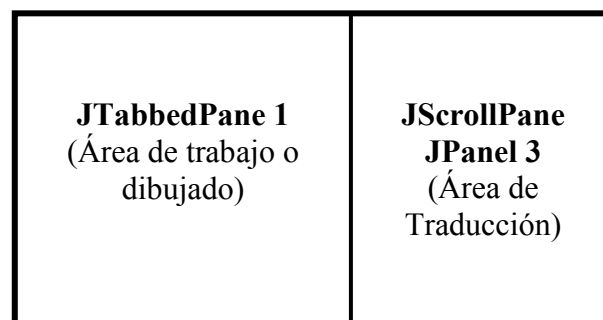 JTabbedPane 1
(Área de trabajo o
dibujado)
JScrollPane
JPanel 3
(Área de
Traducción)